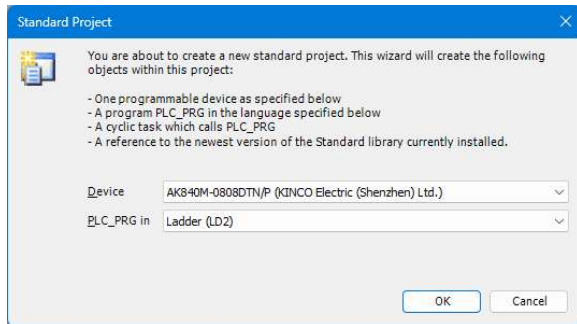 Standard Project
You are about to create a new standard project. This wizard will create the following
objects within this project:
- One programmable device as specified below
- A program PLC_PRG in the language specified below
- A cyclic task which calls PLC_PRG
- A reference to the newest version of the Standard library currently installed.
Device AK840M-0808DTN/P (KINCO Electric (Shenzhen) Ltd.)
PLC_PRG in Ladder (LD2)
OK Cancel